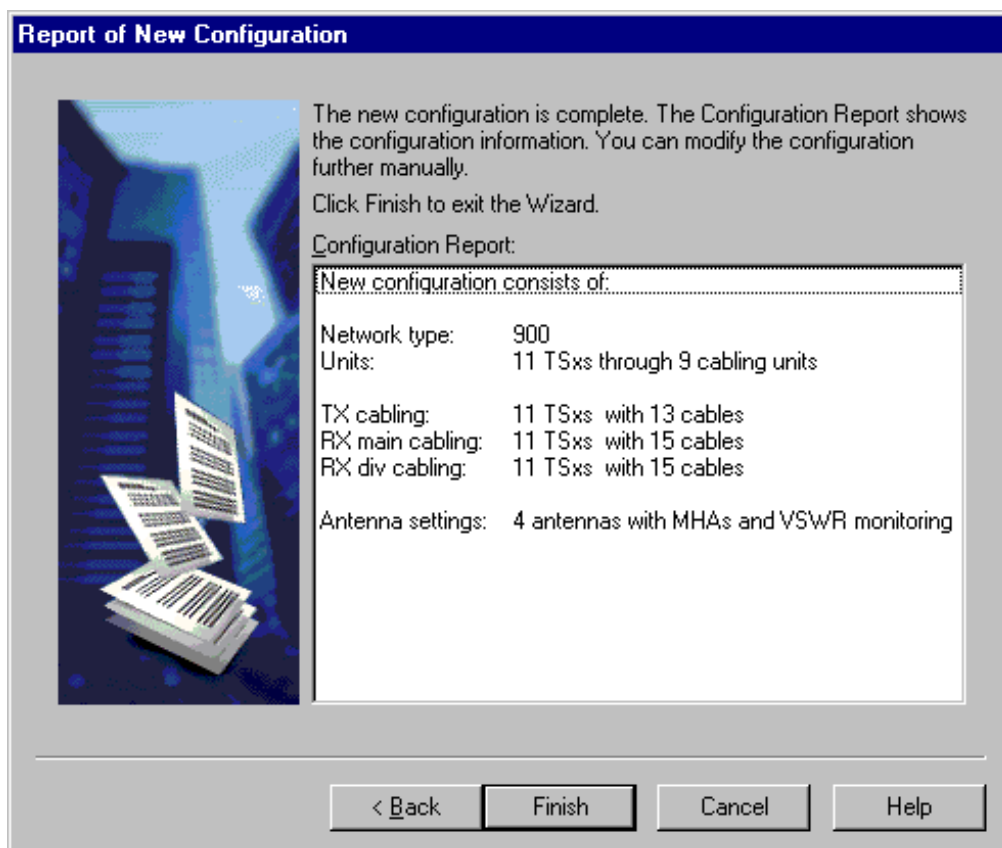 Report of New Configuration
The new configuration is complete. The Configuration Report shows
the configuration information. You can modify the configuration
further manually.
Click Finish to exit the Wizard.
Configuration Report:
New configuration consists of:
Network type: 900
Units: 11 TSxs through 9 cabling units
TX cabling: 11 TSxs with 13 cables
RX main cabling: 11 TSxs with 15 cables
RX div cabling: 11 TSxs with 15 cables
Antenna settings: 4 antennas with MHAs and VSWR monitoring
< Back Finish Cancel Help